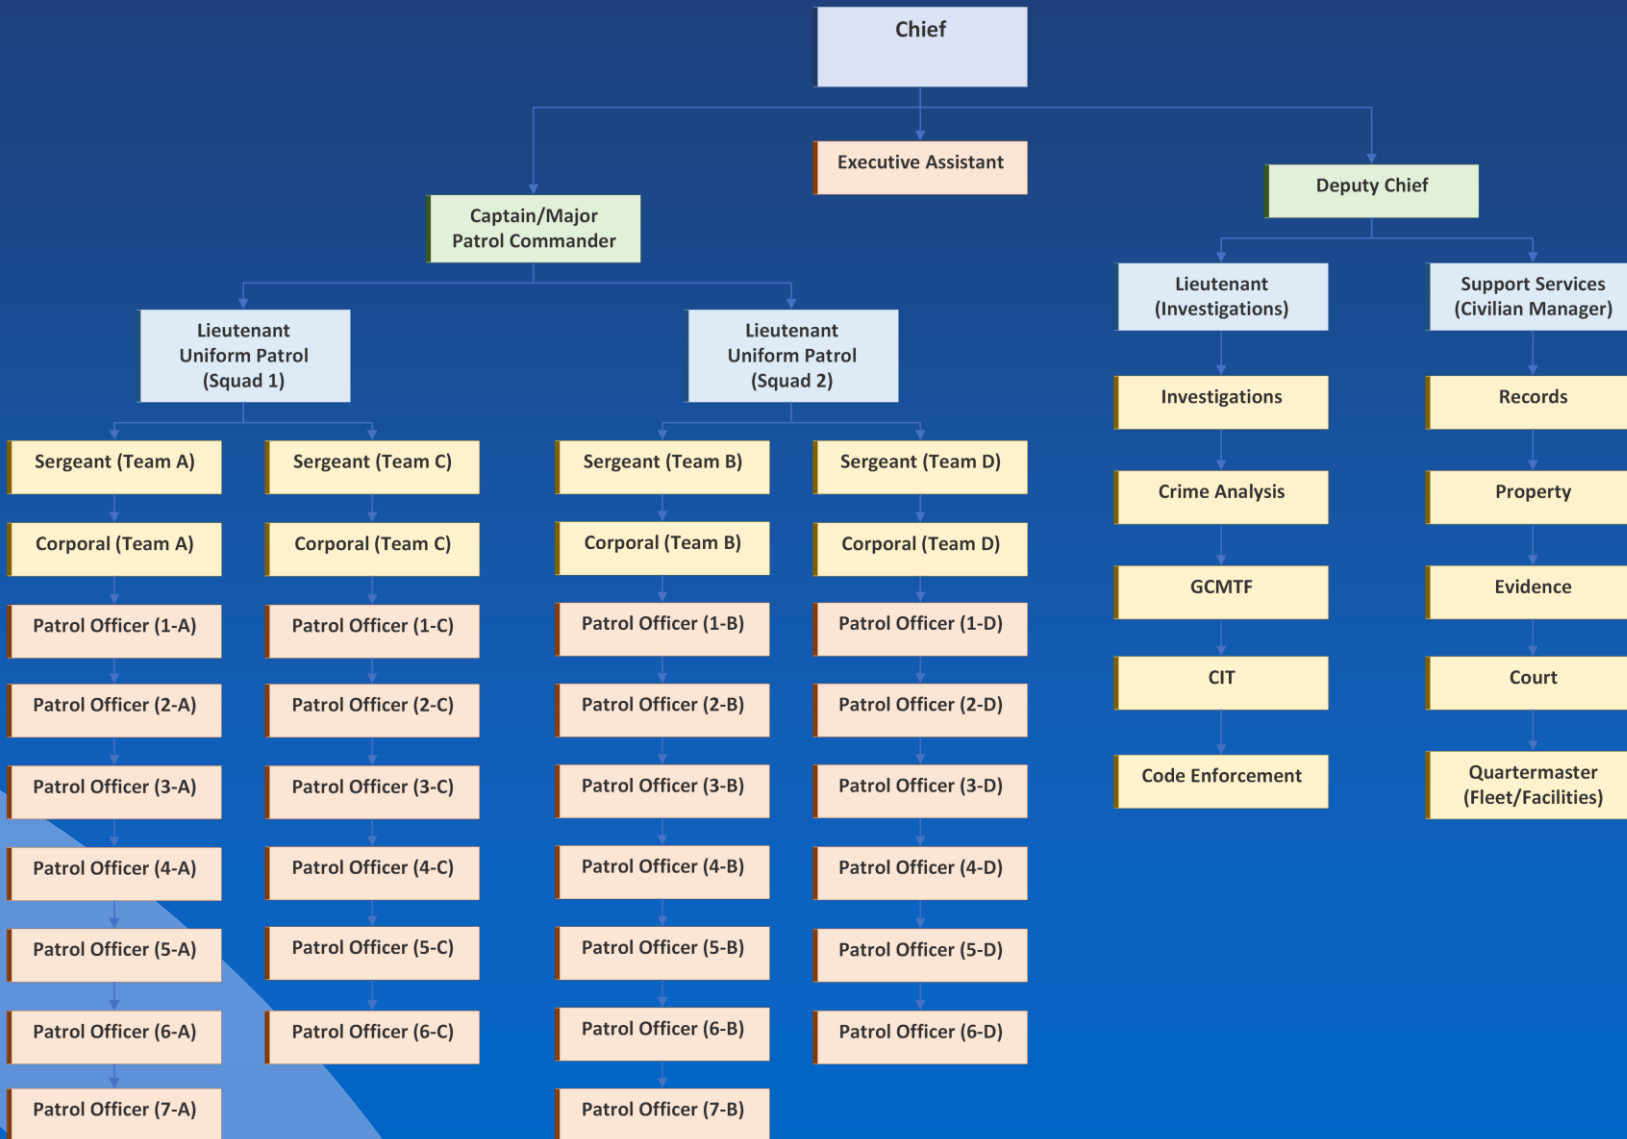 Chief
Executive Assistant
Deputy Chief
Captain/Major
Patrol Commander
Lieutenant
(Investigations)
Support Services
(Civilian Manager)
Lieutenant
Uniform Patrol
(Squad 1)
Lieutenant
Uniform Patrol
(Squad 2)
Sergeant (Team A)
Corporal (Team A)
Patrol Officer (1-A)
Patrol Officer (2-A)
Patrol Officer (3-A)
Patrol Officer (4-A)
Patrol Officer (5-A)
Patrol Officer (6-A)
Patrol Officer (7-A)
Sergeant (Team C)
Corporal (Team C)
Patrol Officer (1-C)
Patrol Officer (2-C)
Patrol Officer (3-C)
Patrol Officer (4-C)
Patrol Officer (5-C)
Patrol Officer (6-C)
Sergeant (Team B)
Corporal (Team B)
Patrol Officer (1-B)
Patrol Officer (2-B)
Patrol Officer (3-B)
Patrol Officer (4-B)
Patrol Officer (5-B)
Patrol Officer (6-B)
Patrol Officer (7-B)
Sergeant (Team D)
Corporal (Team D)
Patrol Officer (1-D)
Patrol Officer (2-D)
Patrol Officer (3-D)
Patrol Officer (4-D)
Patrol Officer (5-D)
Patrol Officer (6-D)
Investigations
Crime Analysis
GCMTF
CIT
Code Enforcement
Records
Property
Evidence
Court
Quartermaster
(Fleet/Facilities)